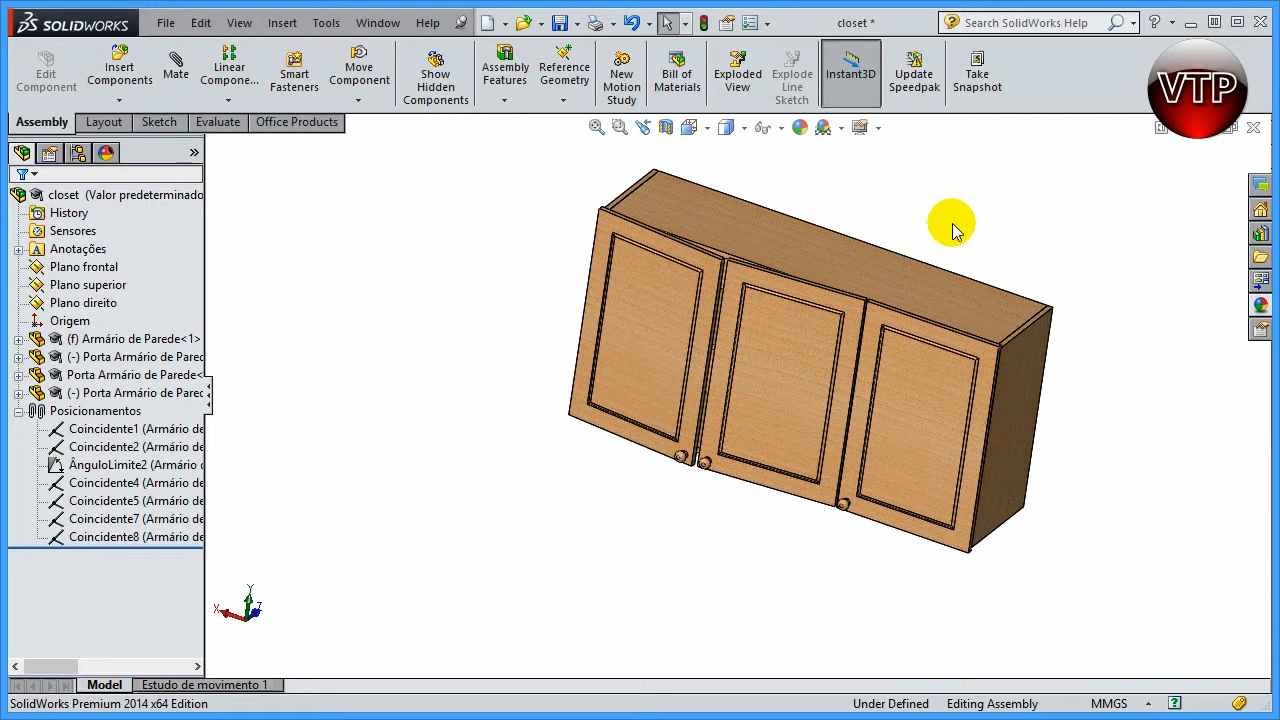 SOLIDWORKS File Edit View Insert Tools Window Help closet * Search SolidWorks Help
Edit Component
Insert Components
Mate
Linear Compone...
Smart Fasteners
Move Component
Show Hidden Components
Assembly Features
Reference Geometry
New Motion Study
Bill of Materials
Exploded View
Explode Line Sketch
Instant3D
Update Speedpak
Take Snapshot
VTP
Assembly Layout Sketch Evaluate Office Products
closet (Valor predeterminado
History
Sensores
Anotações
Plano frontal
Plano superior
Plano direito
Origem
(f) Armário de Parede<1>
(-) Porta Armário de Pared
Porta Armário de Parede<
(-) Porta Armário de Pared
Posicionamentos
Coincidente1 (Armário de
Coincidente2 (Armário de
ÂnguloLimite2 (Armário d
Coincidente4 (Armário de
Coincidente5 (Armário de
Coincidente7 (Armário de
Coincidente8 (Armário de
Y
X
Z
Model Estudo de movimento 1
SolidWorks Premium 2014 x64 Edition Under Defined Editing Assembly MMGS